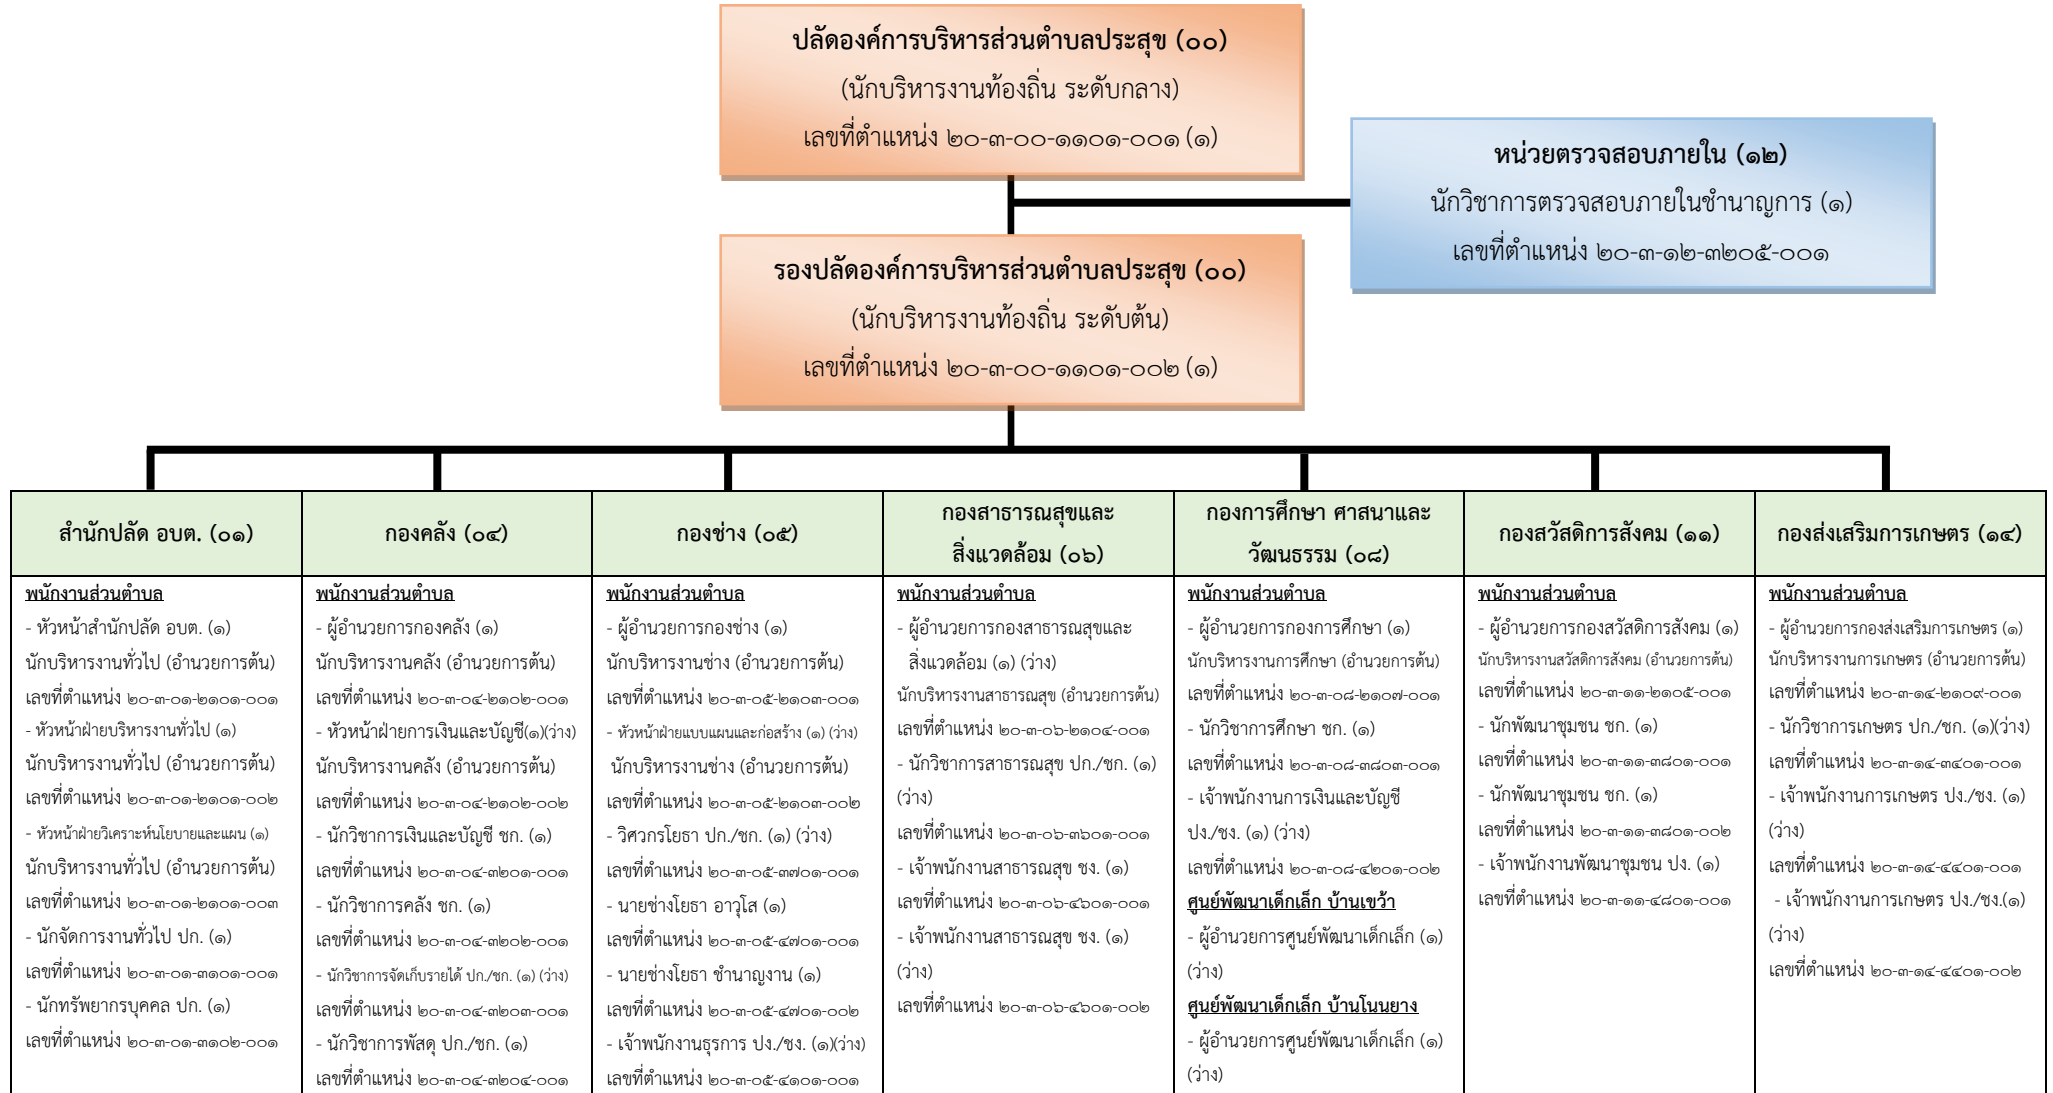 ปลัดองค์การบริหารส่วนตำบลประสุข (๐๐)
(นักบริหารงานท้องถิ่น ระดับกลาง)
เลขที่ตำแหน่ง ๒๐-๓-๐๐-๑๑๐๑-๐๐๑ (๑)
หน่วยตรวจสอบภายใน (๑๒)
นักวิชาการตรวจสอบภายในชำนาญการ (๑)
เลขที่ตำแหน่ง ๒๐-๓-๑๒-๓๒๐๕-๐๐๑
รองปลัดองค์การบริหารส่วนตำบลประสุข (๐๐)
(นักบริหารงานท้องถิ่น ระดับต้น)
เลขที่ตำแหน่ง ๒๐-๓-๐๐-๑๑๐๑-๐๐๒ (๑)
สำนักปลัด อบต. (๐๑)
พนักงานส่วนตำบล
- หัวหน้าสำนักปลัด อบต. (๑)
นักบริหารงานทั่วไป (อำนวยการต้น)
เลขที่ตำแหน่ง ๒๐-๓-๐๑-๒๑๐๑-๐๐๑
- หัวหน้าฝ่ายบริหารงานทั่วไป (๑)
นักบริหารงานทั่วไป (อำนวยการต้น)
เลขที่ตำแหน่ง ๒๐-๓-๐๑-๒๑๐๑-๐๐๒
- หัวหน้าฝ่ายวิเคราะห์นโยบายและแผน (๑)
นักบริหารงานทั่วไป (อำนวยการต้น)
เลขที่ตำแหน่ง ๒๐-๓-๐๑-๒๑๐๑-๐๐๓
- นักจัดการงานทั่วไป ปก. (๑)
เลขที่ตำแหน่ง ๒๐-๓-๐๑-๓๑๐๑-๐๐๑
- นักทรัพยากรบุคคล ปก. (๑)
เลขที่ตำแหน่ง ๒๐-๓-๐๑-๓๑๐๒-๐๐๑
กองคลัง (๐๔)
พนักงานส่วนตำบล
- ผู้อำนวยการกองคลัง (๑)
นักบริหารงานคลัง (อำนวยการต้น)
เลขที่ตำแหน่ง ๒๐-๓-๐๔-๒๑๐๒-๐๐๑
- หัวหน้าฝ่ายการเงินและบัญชี(๑)(ว่าง)
นักบริหารงานคลัง (อำนวยการต้น)
เลขที่ตำแหน่ง ๒๐-๓-๐๔-๒๑๐๒-๐๐๒
- นักวิชาการเงินและบัญชี ชก. (๑)
เลขที่ตำแหน่ง ๒๐-๓-๐๔-๓๒๐๑-๐๐๑
- นักวิชาการคลัง ชก. (๑)
เลขที่ตำแหน่ง ๒๐-๓-๐๔-๓๒๐๒-๐๐๑
- นักวิชาการจัดเก็บรายได้ ปก./ชก. (๑) (ว่าง)
เลขที่ตำแหน่ง ๒๐-๓-๐๔-๓๒๐๓-๐๐๑
- นักวิชาการพัสดุ ปก./ชก. (๑)
เลขที่ตำแหน่ง ๒๐-๓-๐๔-๓๒๐๔-๐๐๑
กองช่าง (๐๕)
พนักงานส่วนตำบล
- ผู้อำนวยการกองช่าง (๑)
นักบริหารงานช่าง (อำนวยการต้น)
เลขที่ตำแหน่ง ๒๐-๓-๐๕-๒๑๐๓-๐๐๑
- หัวหน้าฝ่ายแบบแผนและก่อสร้าง (๑) (ว่าง)
นักบริหารงานช่าง (อำนวยการต้น)
เลขที่ตำแหน่ง ๒๐-๓-๐๕-๒๑๐๓-๐๐๒
- วิศวกรโยธา ปก./ชก. (๑) (ว่าง)
เลขที่ตำแหน่ง ๒๐-๓-๐๕-๓๗๐๑-๐๐๑
- นายช่างโยธา อาวุโส (๑)
เลขที่ตำแหน่ง ๒๐-๓-๐๕-๔๗๐๑-๐๐๑
- นายช่างโยธา ชำนาญงาน (๑)
เลขที่ตำแหน่ง ๒๐-๓-๐๕-๔๗๐๑-๐๐๒
- เจ้าพนักงานธุรการ ปง./ชง. (๑)(ว่าง)
เลขที่ตำแหน่ง ๒๐-๓-๐๕-๔๑๐๑-๐๐๑
กองสาธารณสุขและ
สิ่งแวดล้อม (๐๖)
พนักงานส่วนตำบล
- ผู้อำนวยการกองสาธารณสุขและ
สิ่งแวดล้อม (๑) (ว่าง)
นักบริหารงานสาธารณสุข (อำนวยการต้น)
เลขที่ตำแหน่ง ๒๐-๓-๐๖-๒๑๐๔-๐๐๑
- นักวิชาการสาธารณสุข ปก./ชก. (๑)
(ว่าง)
เลขที่ตำแหน่ง ๒๐-๓-๐๖-๓๖๐๑-๐๐๑
- เจ้าพนักงานสาธารณสุข ชง. (๑)
เลขที่ตำแหน่ง ๒๐-๓-๐๖-๔๖๐๑-๐๐๑
- เจ้าพนักงานสาธารณสุข ชง. (๑)
(ว่าง)
เลขที่ตำแหน่ง ๒๐-๓-๐๖-๔๖๐๑-๐๐๒
กองการศึกษา ศาสนาและ
วัฒนธรรม (๐๘)
พนักงานส่วนตำบล
- ผู้อำนวยการกองการศึกษา (๑)
นักบริหารงานการศึกษา (อำนวยการต้น)
เลขที่ตำแหน่ง ๒๐-๓-๐๘-๒๑๐๗-๐๐๑
- นักวิชาการศึกษา ชก. (๑)
เลขที่ตำแหน่ง ๒๐-๓-๐๘-๓๘๐๓-๐๐๑
- เจ้าพนักงานการเงินและบัญชี
ปง./ชง. (๑) (ว่าง)
เลขที่ตำแหน่ง ๒๐-๓-๐๘-๔๒๐๑-๐๐๒
ศูนย์พัฒนาเด็กเล็ก บ้านเขว้า
- ผู้อำนวยการศูนย์พัฒนาเด็กเล็ก (๑)
(ว่าง)
ศูนย์พัฒนาเด็กเล็ก บ้านโนนยาง
- ผู้อำนวยการศูนย์พัฒนาเด็กเล็ก (๑)
(ว่าง)
กองสวัสดิการสังคม (๑๑)
พนักงานส่วนตำบล
- ผู้อำนวยการกองสวัสดิการสังคม (๑)
นักบริหารงานสวัสดิการสังคม (อำนวยการต้น)
เลขที่ตำแหน่ง ๒๐-๓-๑๑-๒๑๐๕-๐๐๑
- นักพัฒนาชุมชน ชก. (๑)
เลขที่ตำแหน่ง ๒๐-๓-๑๑-๓๘๐๑-๐๐๑
- นักพัฒนาชุมชน ชก. (๑)
เลขที่ตำแหน่ง ๒๐-๓-๑๑-๓๘๐๑-๐๐๒
- เจ้าพนักงานพัฒนาชุมชน ปง. (๑)
เลขที่ตำแหน่ง ๒๐-๓-๑๑-๔๘๐๑-๐๐๑
กองส่งเสริมการเกษตร (๑๔)
พนักงานส่วนตำบล
- ผู้อำนวยการกองส่งเสริมการเกษตร (๑)
นักบริหารงานการเกษตร (อำนวยการต้น)
เลขที่ตำแหน่ง ๒๐-๓-๑๔-๒๑๐๙-๐๐๑
- นักวิชาการเกษตร ปก./ชก. (๑)(ว่าง)
เลขที่ตำแหน่ง ๒๐-๓-๑๔-๓๔๐๑-๐๐๑
- เจ้าพนักงานการเกษตร ปง./ชง. (๑)
(ว่าง)
เลขที่ตำแหน่ง ๒๐-๓-๑๔-๔๔๐๑-๐๐๑
- เจ้าพนักงานการเกษตร ปง./ชง.(๑)
(ว่าง)
เลขที่ตำแหน่ง ๒๐-๓-๑๔-๔๔๐๑-๐๐๒